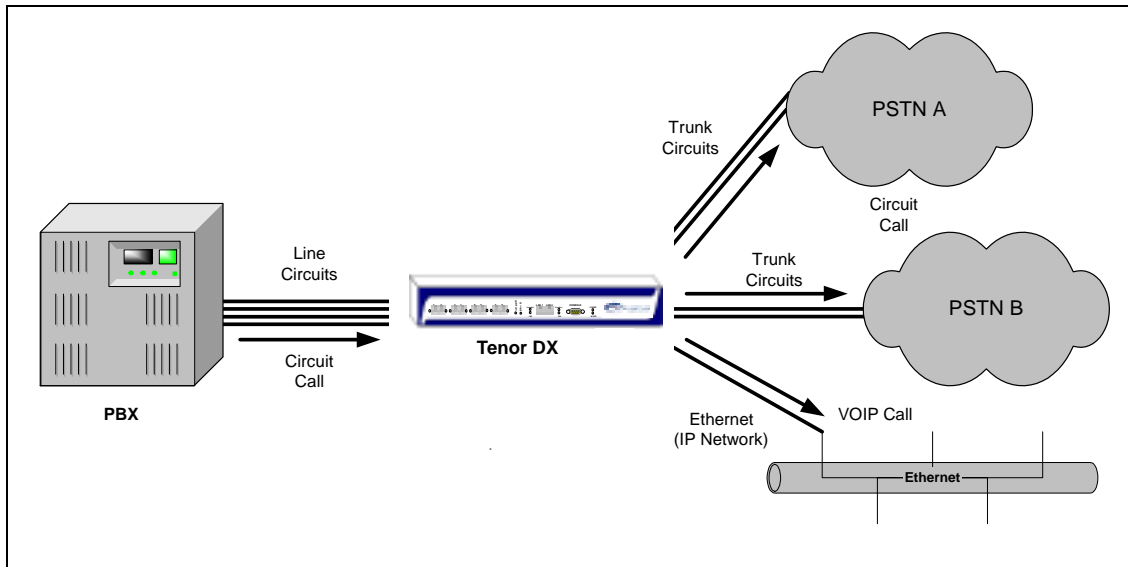 PSTN A
Trunk
Circuits
Circuit
Call
Line
Circuits
Trunk
Circuits
PSTN B
Tenor DX
Circuit
Call
PBX
Ethernet
(IP Network)
VOIP Call
Ethernet